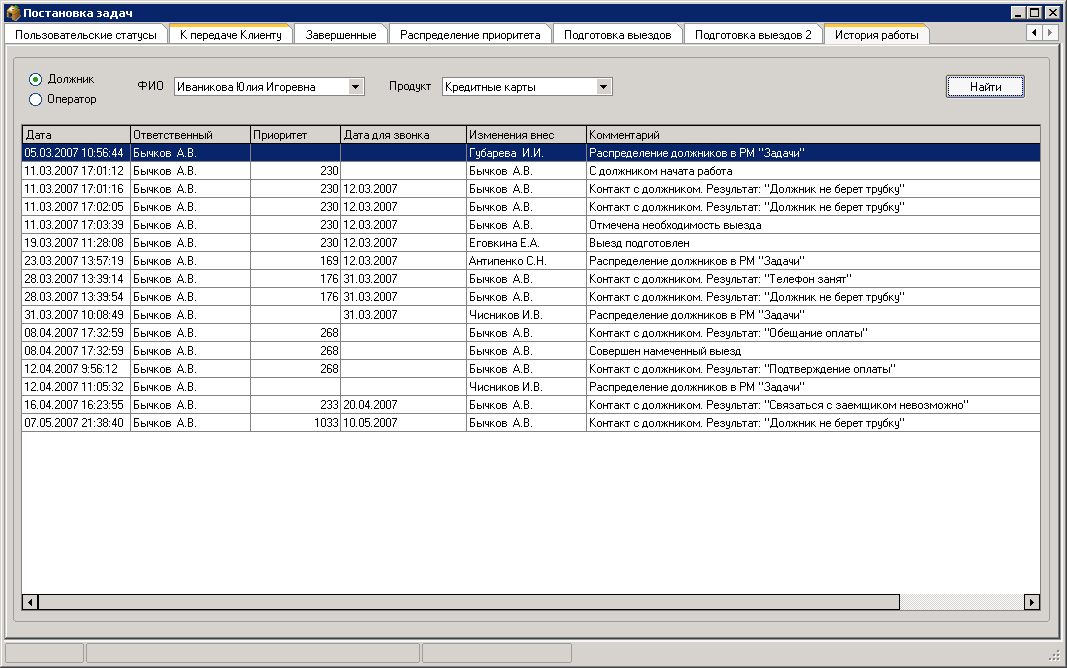 Постановка задач
Пользовательские статусы К передаче Клиенту Завершенные Распределение приоритета Подготовка выездов Подготовка выездов 2 История работы
Должник ФИО Иваникова Юлия Игоревна Продукт Кредитные карты Найти
Оператор
Дата Ответственный Приоритет Дата для звонка Изменения внес Комментарий
05.03.2007 10:56:44 Бычков А.В. Губарева И.И. Распределение должников в РМ "Задачи"
11.03.2007 17:01:12 Бычков А.В. 230 Бычков А.В. С должником начата работа
11.03.2007 17:01:16 Бычков А.В. 230 12.03.2007 Бычков А.В. Контакт с должником. Результат: "Должник не берет трубку"
11.03.2007 17:02:05 Бычков А.В. 230 12.03.2007 Бычков А.В. Контакт с должником. Результат: "Должник не берет трубку"
11.03.2007 17:03:39 Бычков А.В. 230 12.03.2007 Бычков А.В. Отмечена необходимость выезда
19.03.2007 11:28:08 Бычков А.В. 230 12.03.2007 Еговкина Е.А. Выезд подготовлен
23.03.2007 13:57:19 Бычков А.В. 169 12.03.2007 Антипенко С.Н. Распределение должников в РМ "Задачи"
28.03.2007 13:39:14 Бычков А.В. 176 31.03.2007 Бычков А.В. Контакт с должником. Результат: "Телефон занят"
28.03.2007 13:39:54 Бычков А.В. 176 31.03.2007 Бычков А.В. Контакт с должником. Результат: "Должник не берет трубку"
31.03.2007 10:08:49 Бычков А.В. 31.03.2007 Чисников И.В. Распределение должников в РМ "Задачи"
08.04.2007 17:32:59 Бычков А.В. 268 Бычков А.В. Контакт с должником. Результат: "Обещание оплаты"
08.04.2007 17:32:59 Бычков А.В. 268 Бычков А.В. Совершен намеченный выезд
12.04.2007 9:56:12 Бычков А.В. 268 Бычков А.В. Контакт с должником. Результат: "Подтверждение оплаты"
12.04.2007 11:05:32 Бычков А.В. Чисников И.В. Распределение должников в РМ "Задачи"
16.04.2007 16:23:55 Бычков А.В. 233 20.04.2007 Бычков А.В. Контакт с должником. Результат: "Связаться с заемщиком невозможно"
07.05.2007 21:38:40 Бычков А.В. 1033 10.05.2007 Бычков А.В. Контакт с должником. Результат: "Должник не берет трубку"